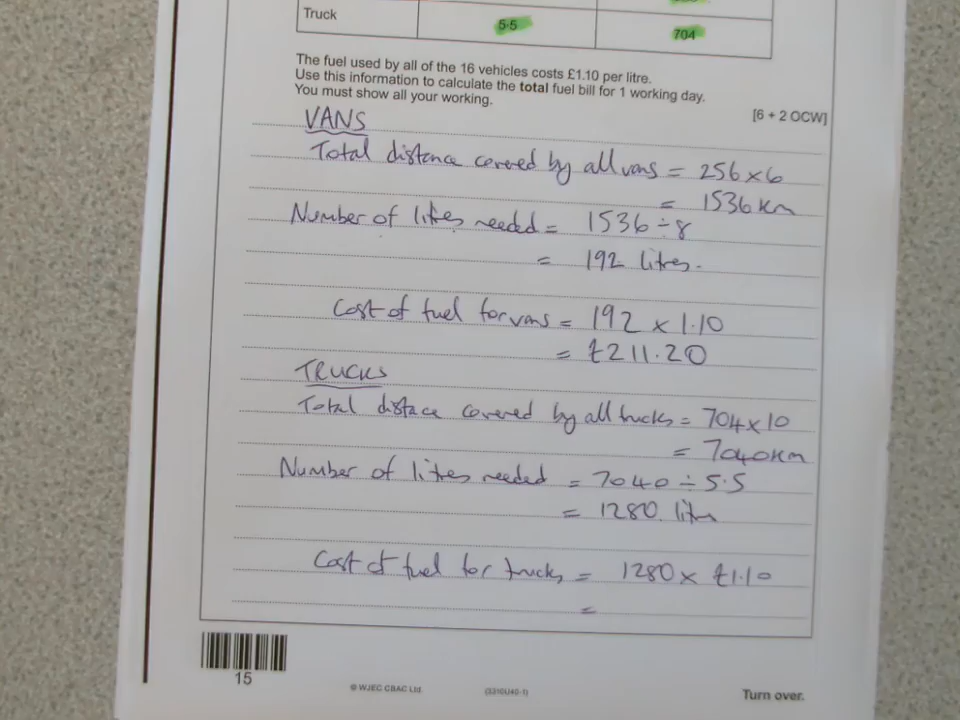 Truck 5.5 704
The fuel used by all of the 16 vehicles costs £1.10 per litre.
Use this information to calculate the total fuel bill for 1 working day.
You must show all your working.
[6 + 2 OCW]
VANS
Total distance covered by all vans = 256 × 6
= 1536 km
Number of litres needed = 1536 ÷ 8
= 192 litres.
Cost of fuel for vans = 192 × 1.10
= £211.20
TRUCKS
Total distace covered by all trucks = 704 × 10
= 7040 km
Number of litres needed = 7040 ÷ 5.5
= 1280 litres
Cost of fuel for trucks = 1280 × £1.10
=
15
© WJEC CBAC Ltd.
(3310U40-1)
Turn over.